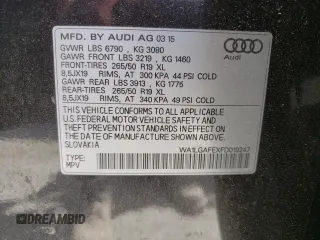 MFD. BY AUDI AG 03 15
GVWR LBS 6790 , KG 3080
GAWR FRONT LBS 3219 , KG 1460
FRONT-TIRES 265/50 R19 XL
8,5JX19 RIMS, AT 300 KPA 44 PSI COLD
GAWR REAR LBS 3913 , KG 1775
REAR-TIRES 265/50 R19 XL
8,5JX19 RIMS, AT 340 KPA 49 PSI COLD
THIS VEHICLE CONFORMS TO ALL APPLICABLE
U.S. FEDERAL MOTOR VEHICLE SAFETY STANDARDS
IN EFFECT ON THE DATE OF MANUFACTURE SHOWN ABOVE.
SLOVAKIA
WA1LGAFEXFD019247
TYPE:
MPV
Audi
DREAMBID